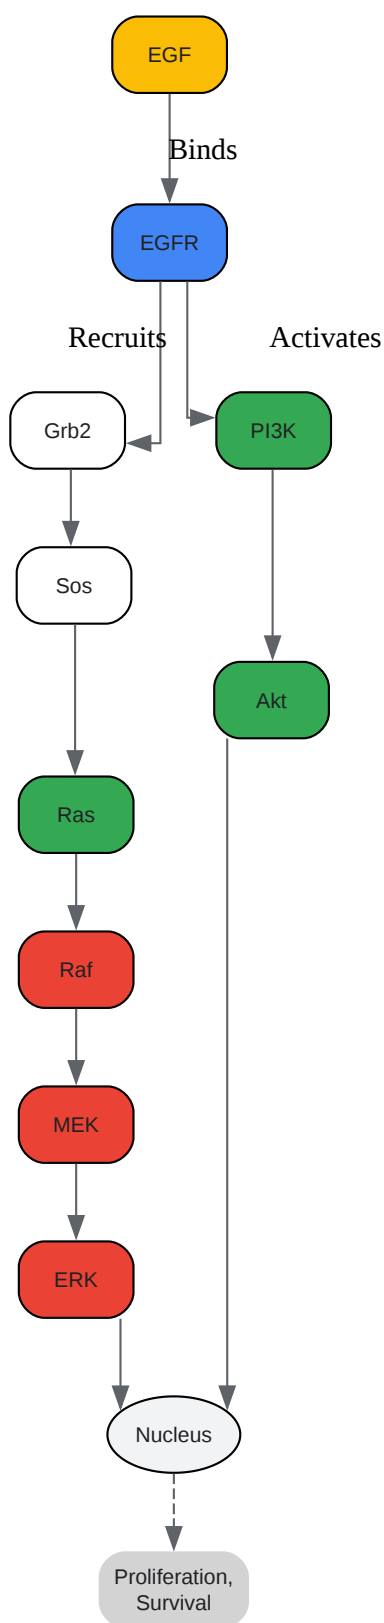 EGF
Binds
EGFR
Recruits
Activates
Grb2
PI3K
Sos
Akt
Ras
Raf
MEK
ERK
Nucleus
Proliferation,
Survival